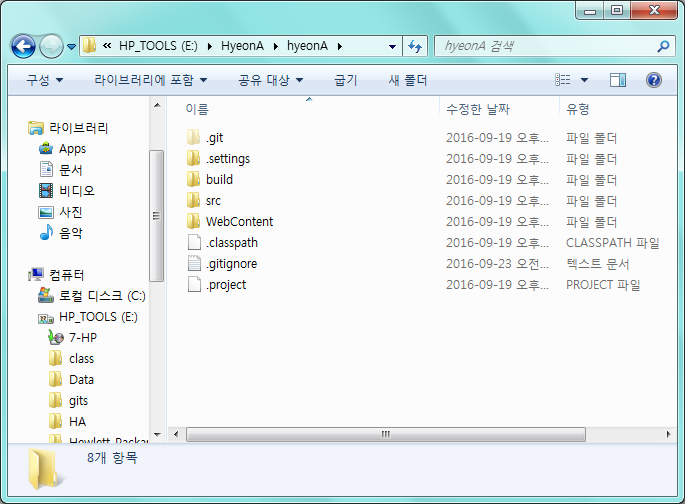 « HP_TOOLS (E:) ▸ HyeonA ▸ hyeonA ▸
hyeonA 검색
구성 라이브러리에 포함 공유 대상 굽기 새 폴더
이름 수정한 날짜 유형
라이브러리
Apps
문서
비디오
사진
음악
컴퓨터
로컬 디스크 (C:)
HP_TOOLS (E:)
7-HP
class
Data
gits
HA
Hewlett-Packar
.git 2016-09-19 오후... 파일 폴더
.settings 2016-09-19 오후... 파일 폴더
build 2016-09-19 오후... 파일 폴더
src 2016-09-19 오후... 파일 폴더
WebContent 2016-09-19 오후... 파일 폴더
.classpath 2016-09-19 오후... CLASSPATH 파일
.gitignore 2016-09-23 오전... 텍스트 문서
.project 2016-09-19 오후... PROJECT 파일
8개 항목